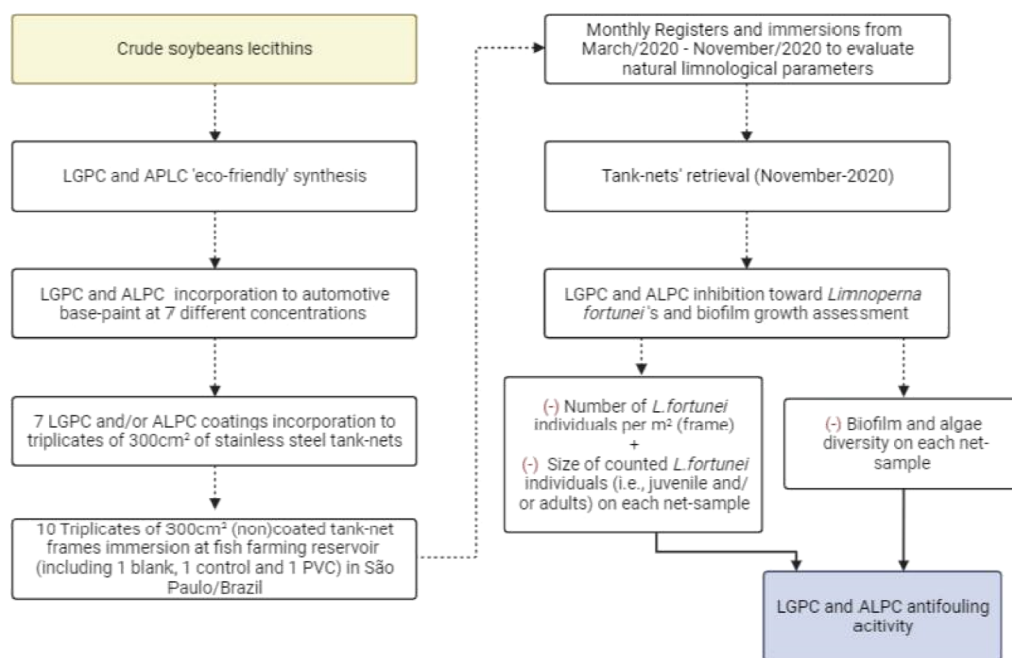 Crude soybeans lecithins
LGPC and APLC 'eco-friendly' synthesis
LGPC and ALPC incorporation to automotive
base-paint at 7 different concentrations
7 LGPC and/or ALPC coatings incorporation to
triplicates of 300cm² of stainless steel tank-nets
10 Triplicates of 300cm² (non)coated tank-net
frames immersion at fish farming reservoir
(including 1 blank, 1 control and 1 PVC) in São
Paulo/Brazil
Monthly Registers and immersions from
March/2020 - November/2020 to evaluate
natural limnological parameters
Tank-nets' retrieval (November-2020)
LGPC and ALPC inhibition toward Limnoperna
fortunei's and biofilm growth assessment
(-) Number of L.fortunei
individuals per m² (frame)
+
(-) Size of counted L.fortunei
individuals (i.e., juvenile and/
or adults) on each net-sample
(-) Biofilm and algae
diversity on each net-
sample
LGPC and ALPC antifouling
acitivity